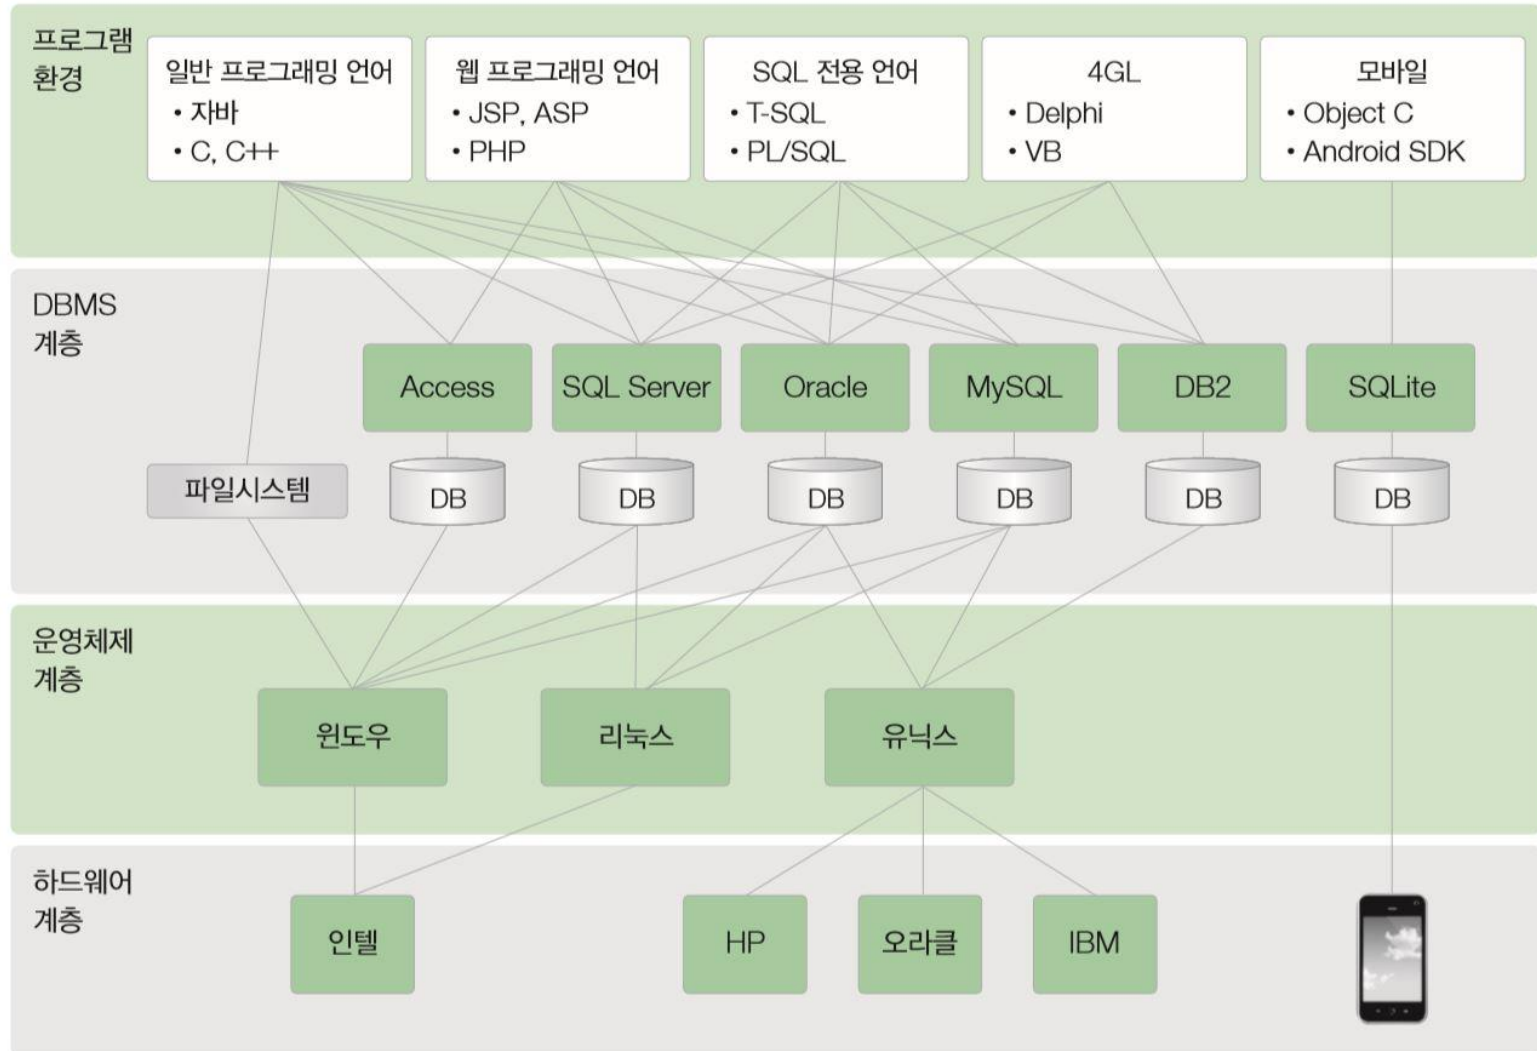 프로그램
환경
일반 프로그래밍 언어
• 자바
• C, C++
웹 프로그래밍 언어
• JSP, ASP
• PHP
SQL 전용 언어
• T-SQL
• PL/SQL
4GL
• Delphi
• VB
모바일
• Object C
• Android SDK
DBMS
계층
Access
SQL Server
Oracle
MySQL
DB2
SQLite
파일시스템
DB
DB
DB
DB
DB
DB
운영체제
계층
윈도우
리눅스
유닉스
하드웨어
계층
인텔
HP
오라클
IBM